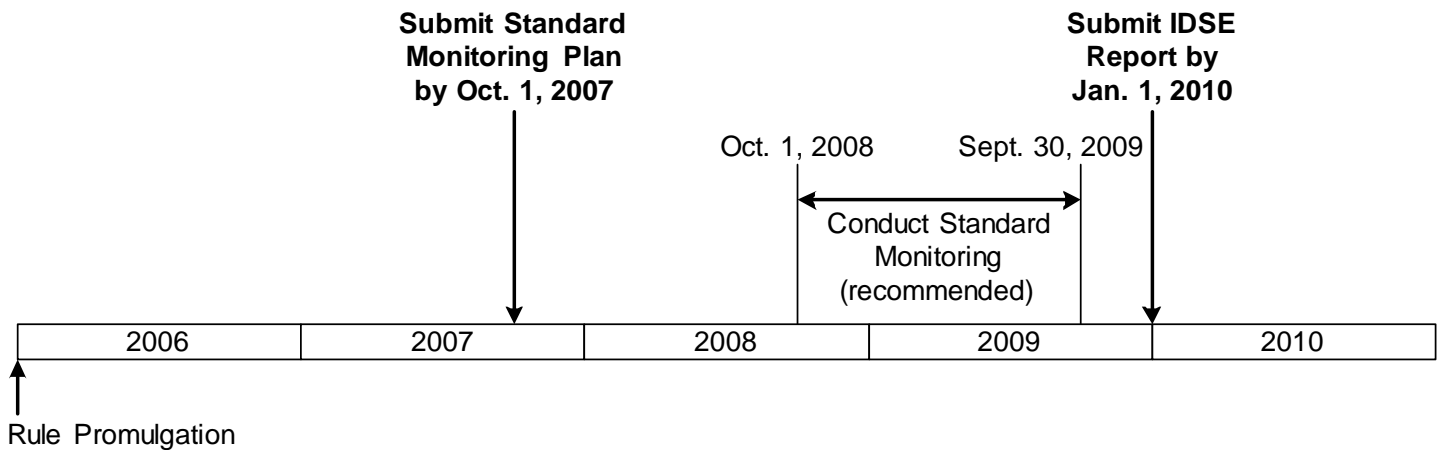 Submit Standard
Monitoring Plan
by Oct. 1, 2007
Submit IDSE
Report by
Jan. 1, 2010
Oct. 1, 2008
Sept. 30, 2009
Conduct Standard
Monitoring
(recommended)
2006
2007
2008
2009
2010
Rule Promulgation